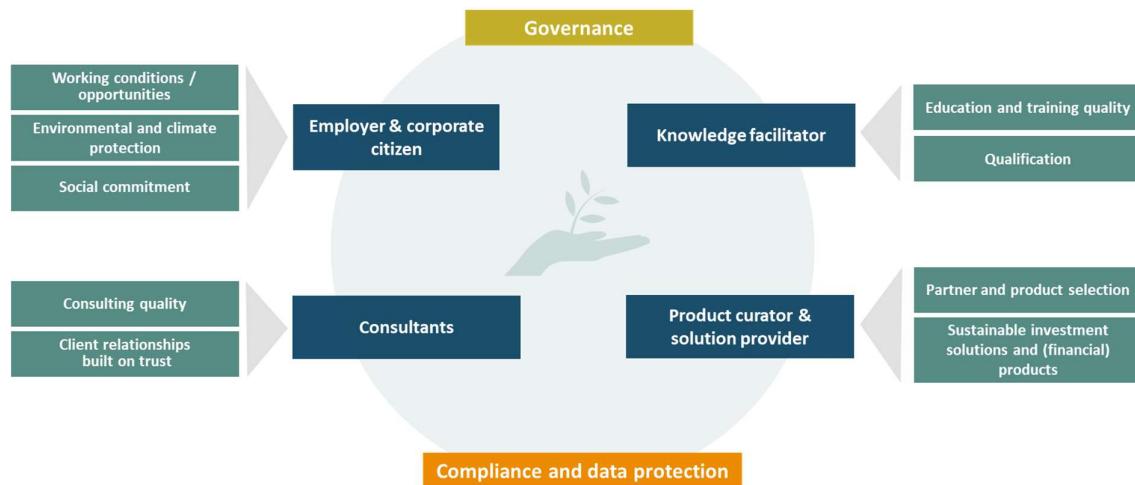 Governance
Working conditions /
opportunities
Environmental and climate
protection
Social commitment
Employer & corporate
citizen
Knowledge facilitator
Education and training quality
Qualification
Consulting quality
Client relationships
built on trust
Consultants
Product curator &
solution provider
Partner and product selection
Sustainable investment
solutions and (financial)
products
Compliance and data protection